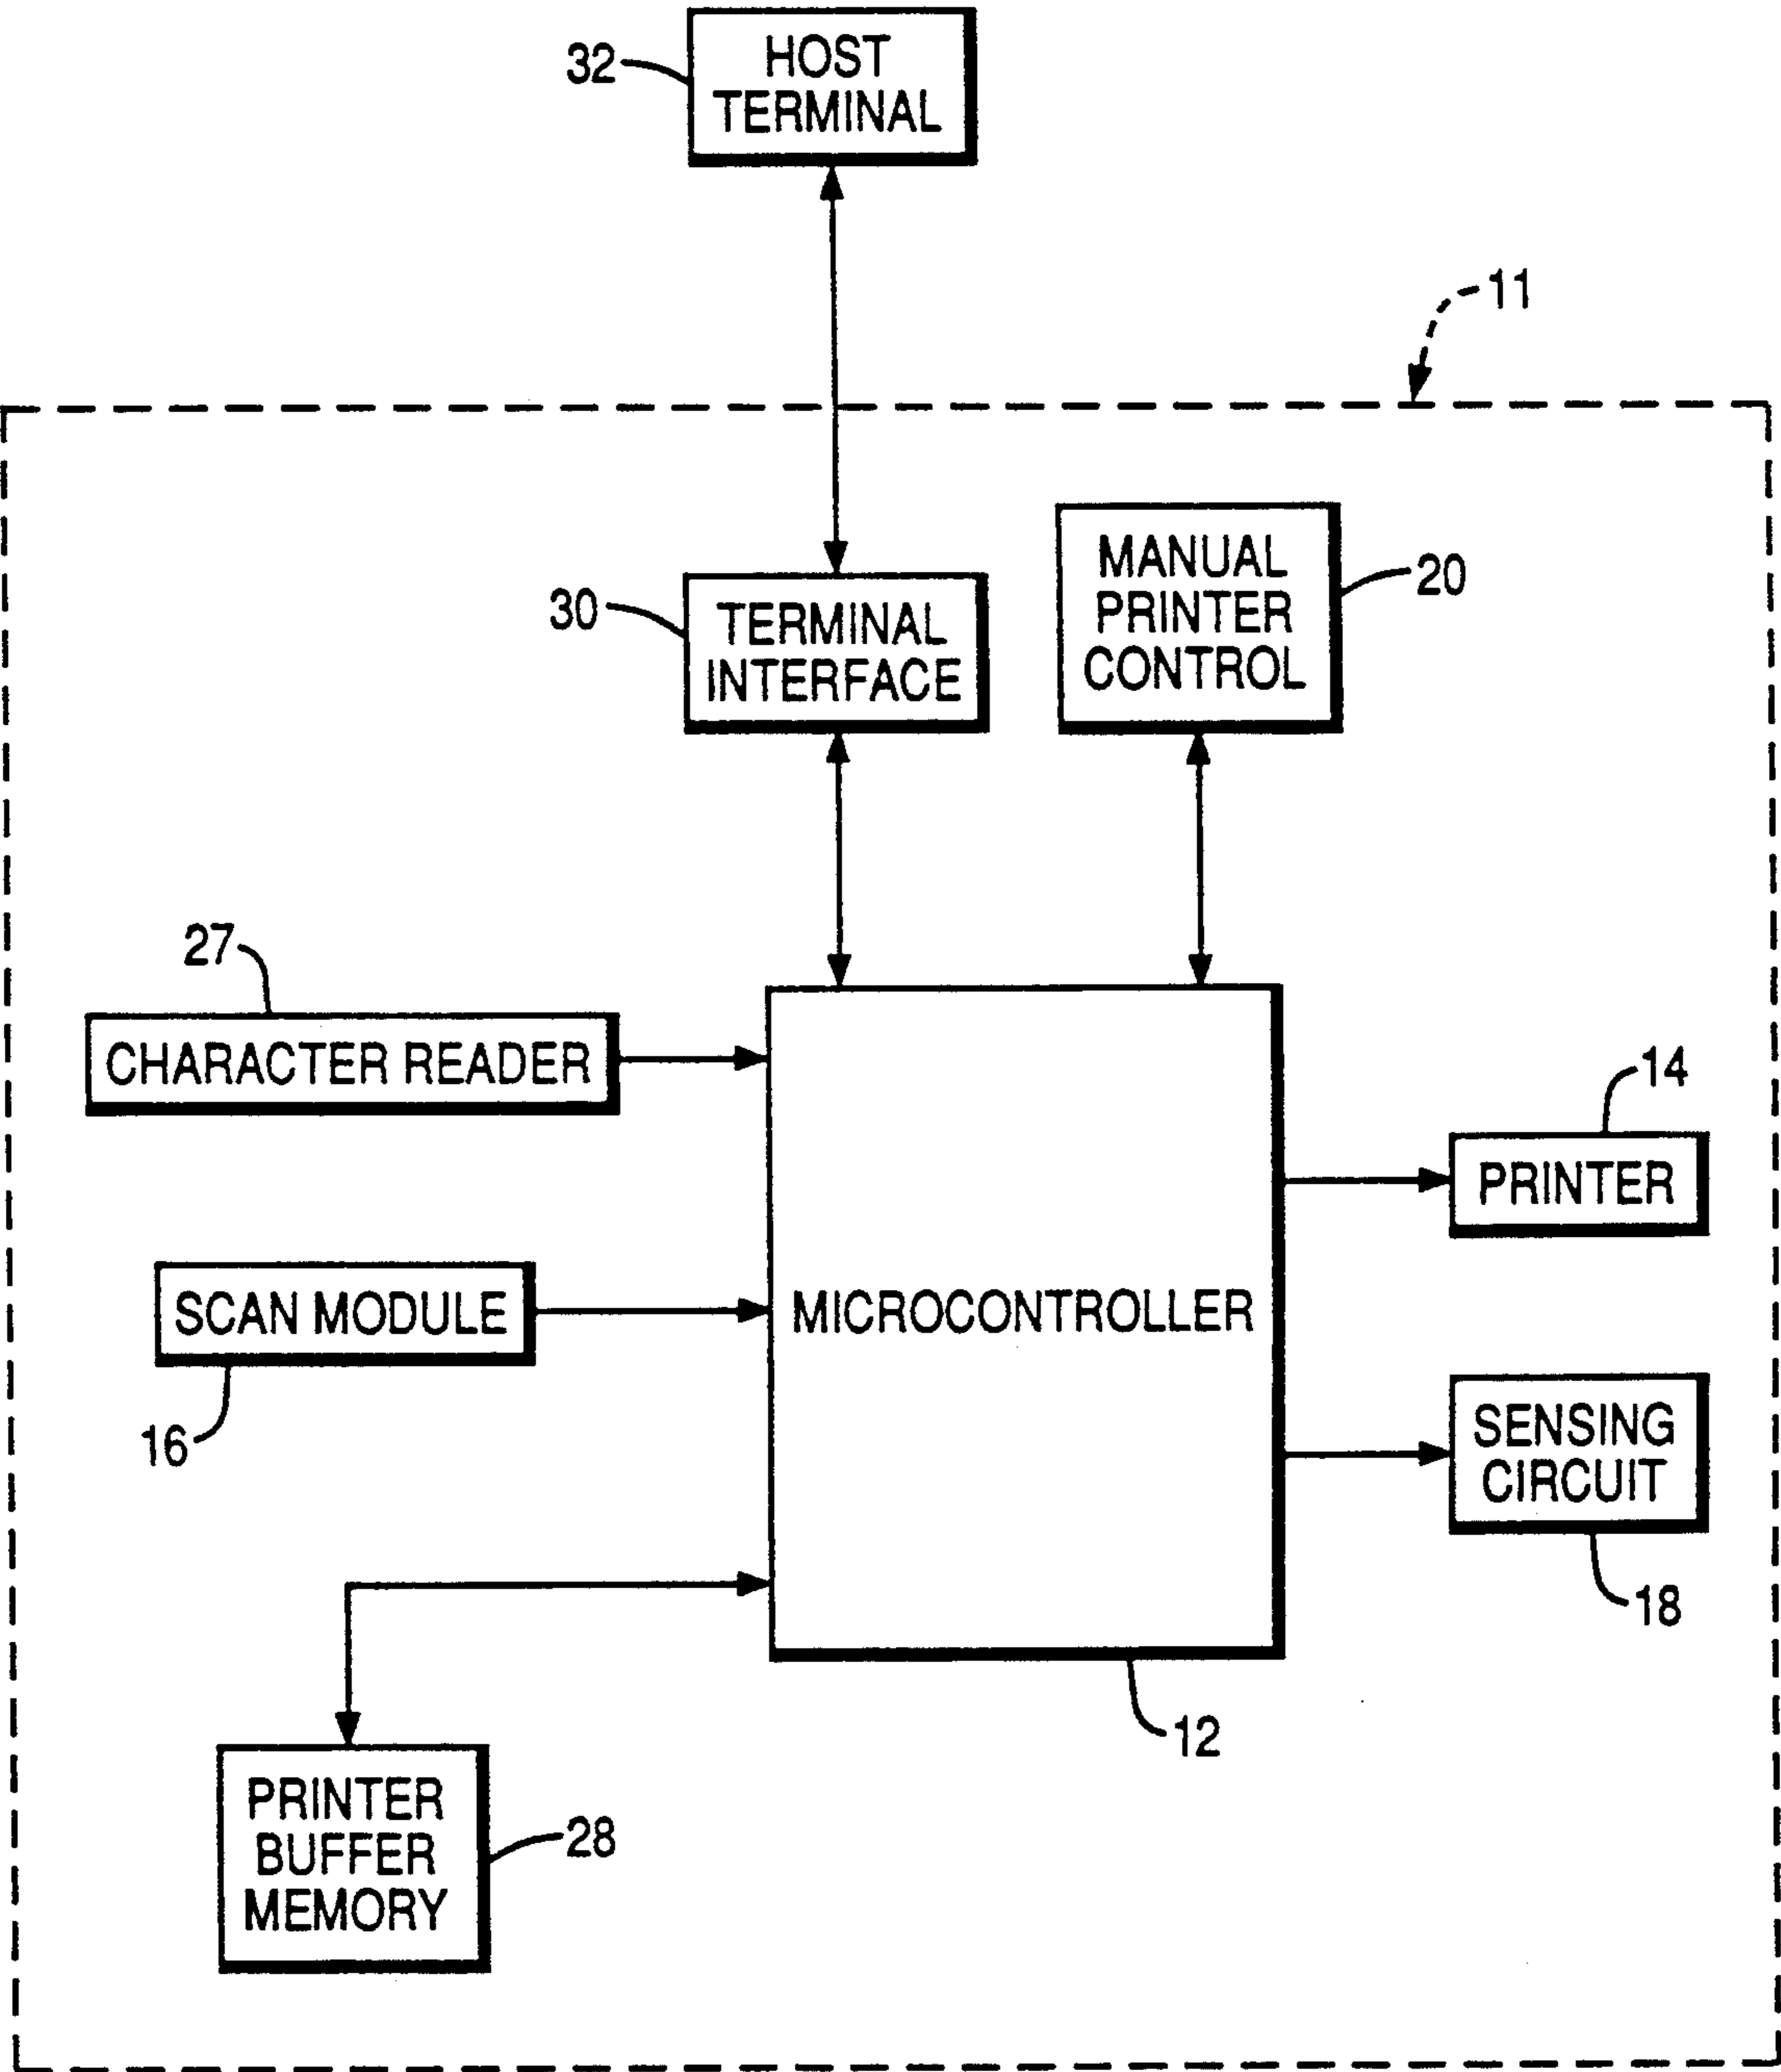 32
HOST
TERMINAL
11
30
TERMINAL
INTERFACE
MANUAL
PRINTER
CONTROL
20
27
CHARACTER READER
14
PRINTER
SCAN MODULE
16
MICROCONTROLLER
SENSING
CIRCUIT
18
12
PRINTER
BUFFER
MEMORY
28